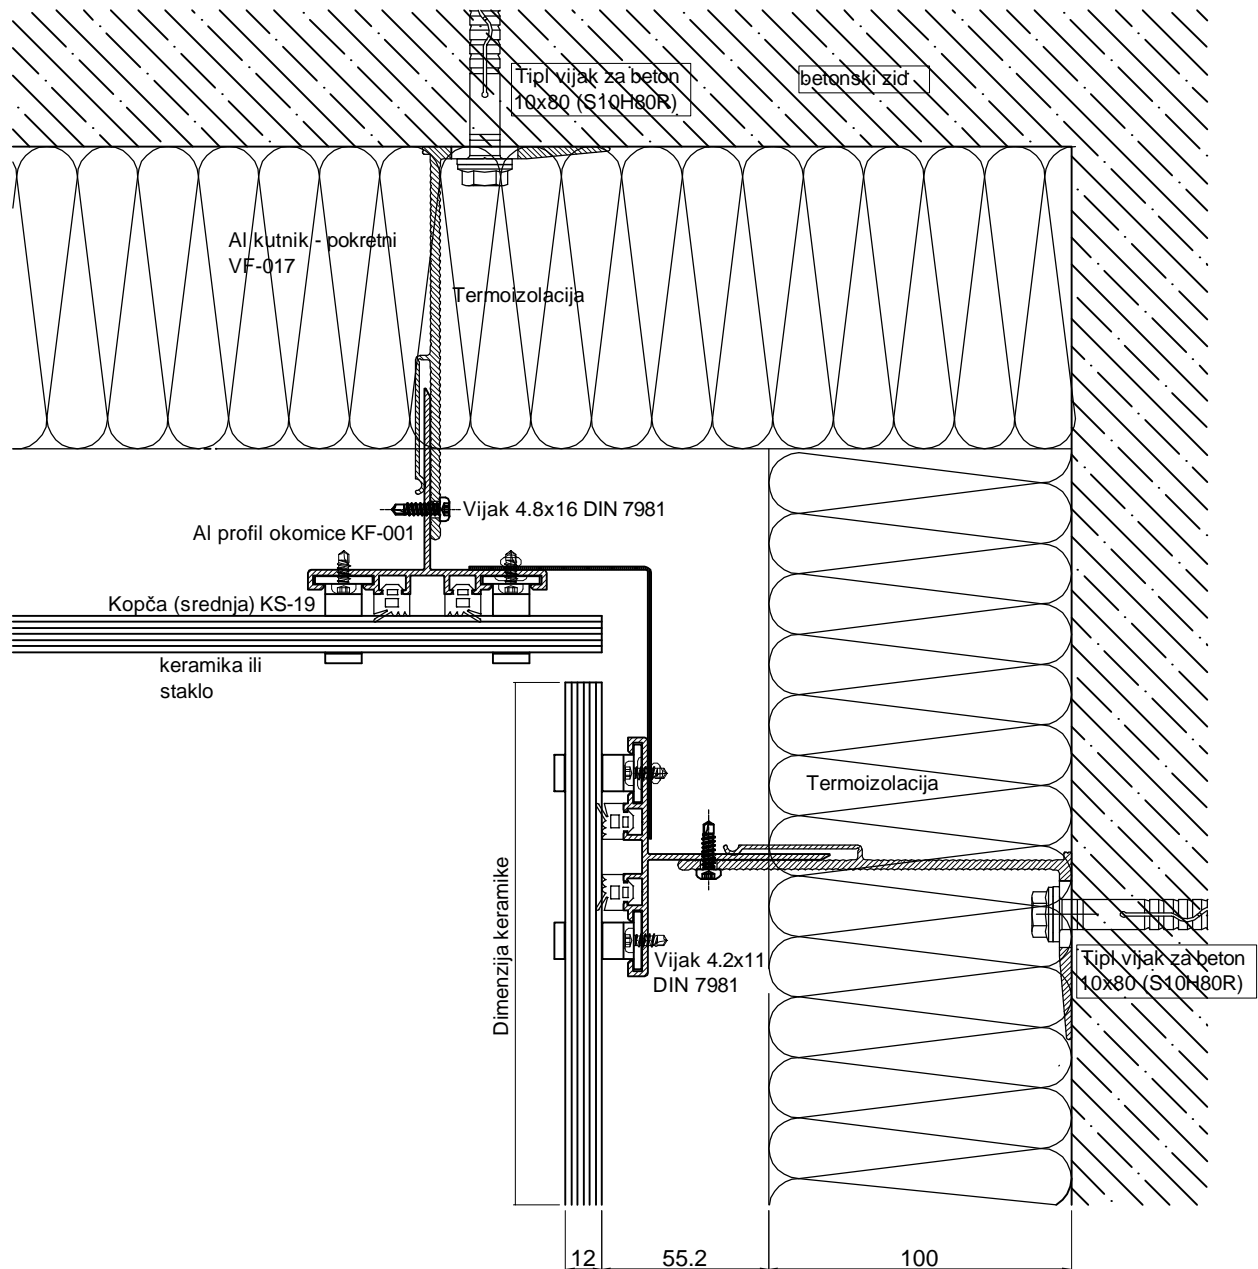 Tipl vijak za beton
10x80 (S10H80R)
betonski zid
Al kutnik - pokretni
VF-017
Termoizolacija
Vijak 4.8x16 DIN 7981
Al profil okomice KF-001
Kopča (srednja) KS-19
keramika ili
staklo
Termoizolacija
Dimenzija keramike
Vijak 4.2x11
DIN 7981
Tipl vijak za beton
10x80 (S10H80R)
12
55.2
100